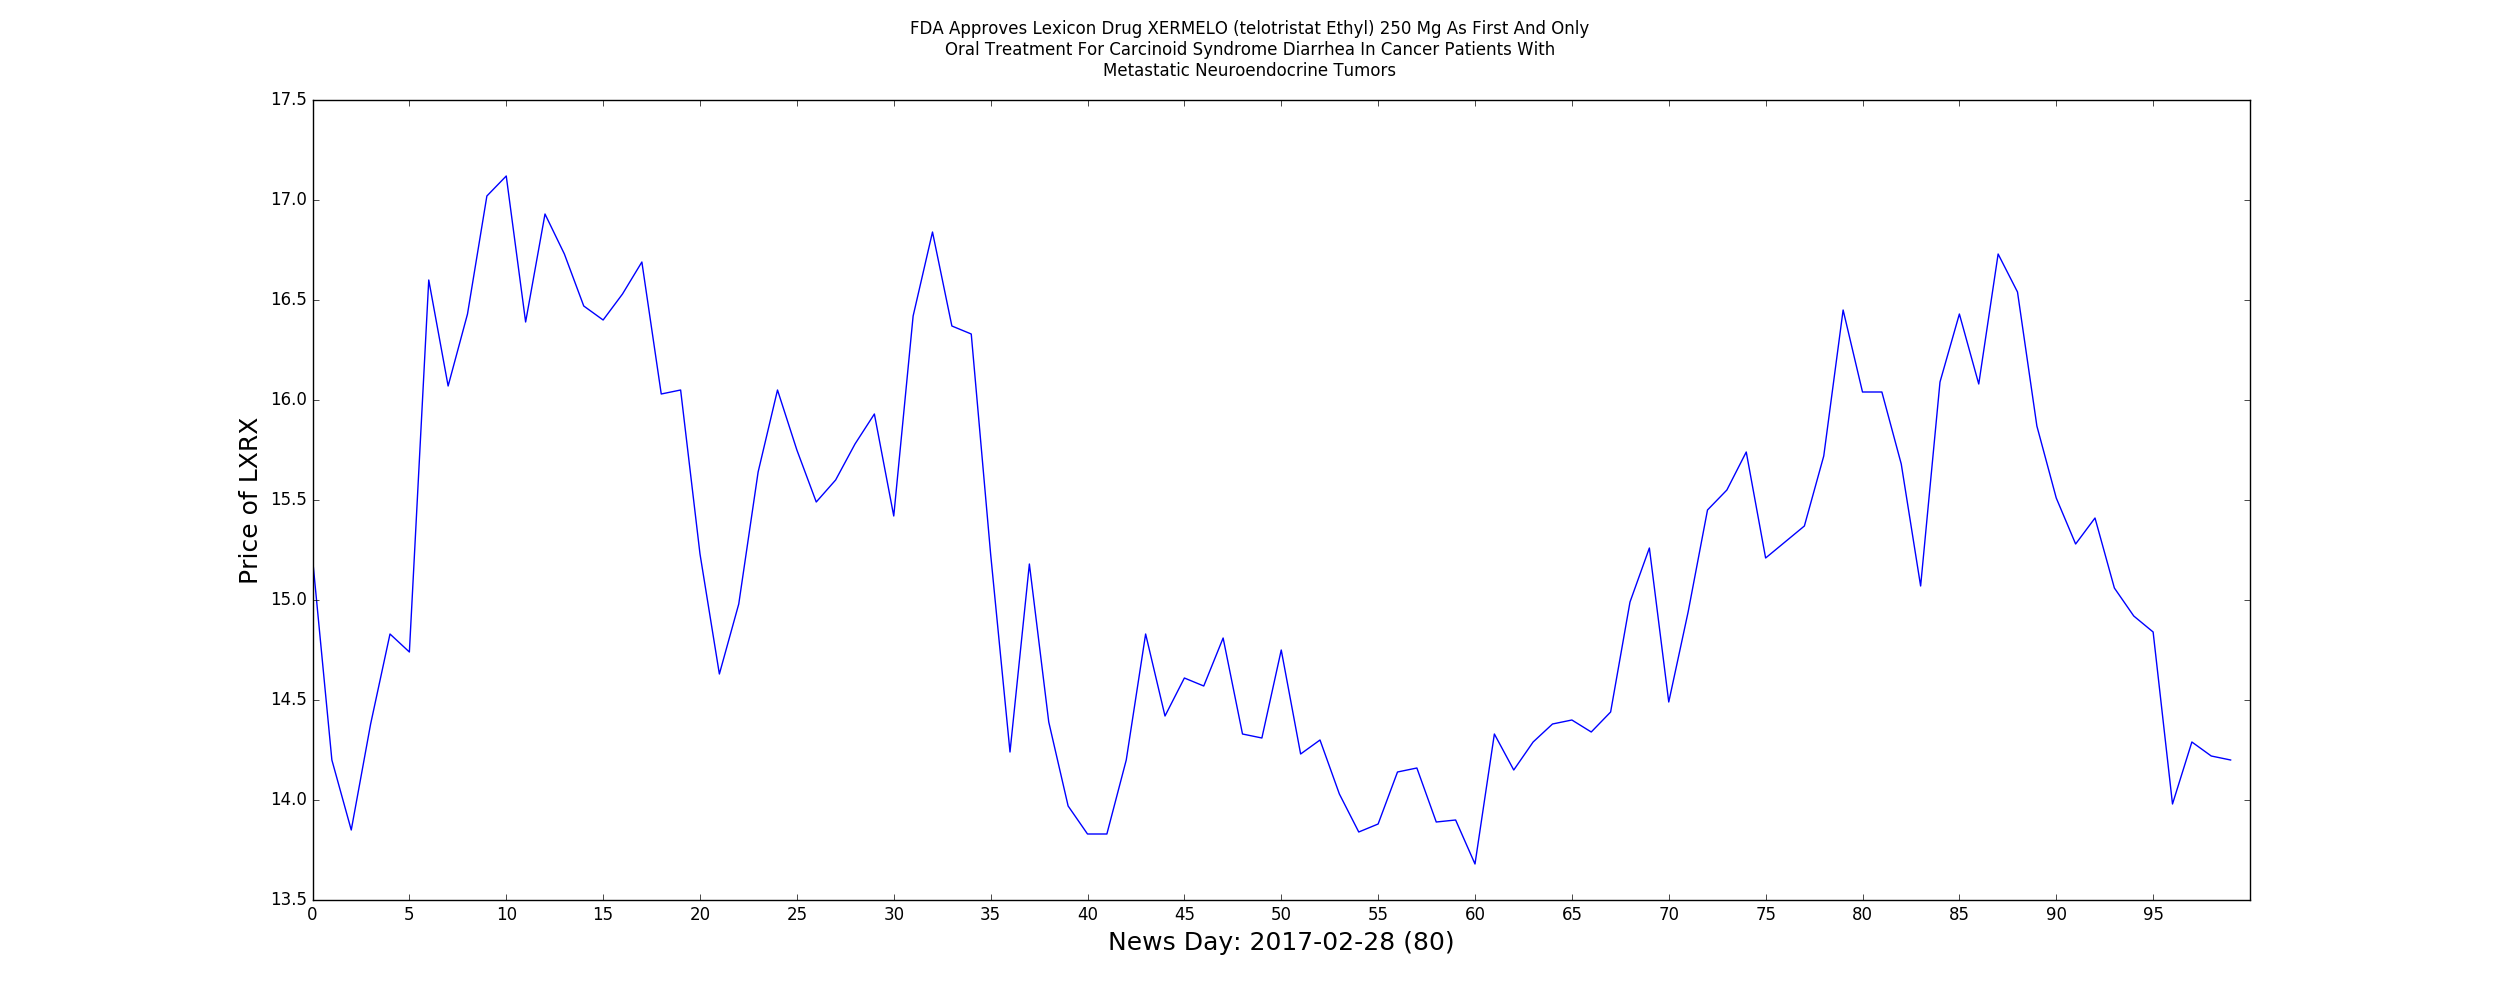 FDA Approves Lexicon Drug XERMELO (telotristat Ethyl) 250 Mg As First And Only
Oral Treatment For Carcinoid Syndrome Diarrhea In Cancer Patients With
Metastatic Neuroendocrine Tumors
17.5
17.0
16.5
16.0
15.5
15.0
14.5
14.0
13.5
Price of LXRX
0 5 10 15 20 25 30 35 40 45 50 55 60 65 70 75 80 85 90 95
News Day: 2017-02-28 (80)